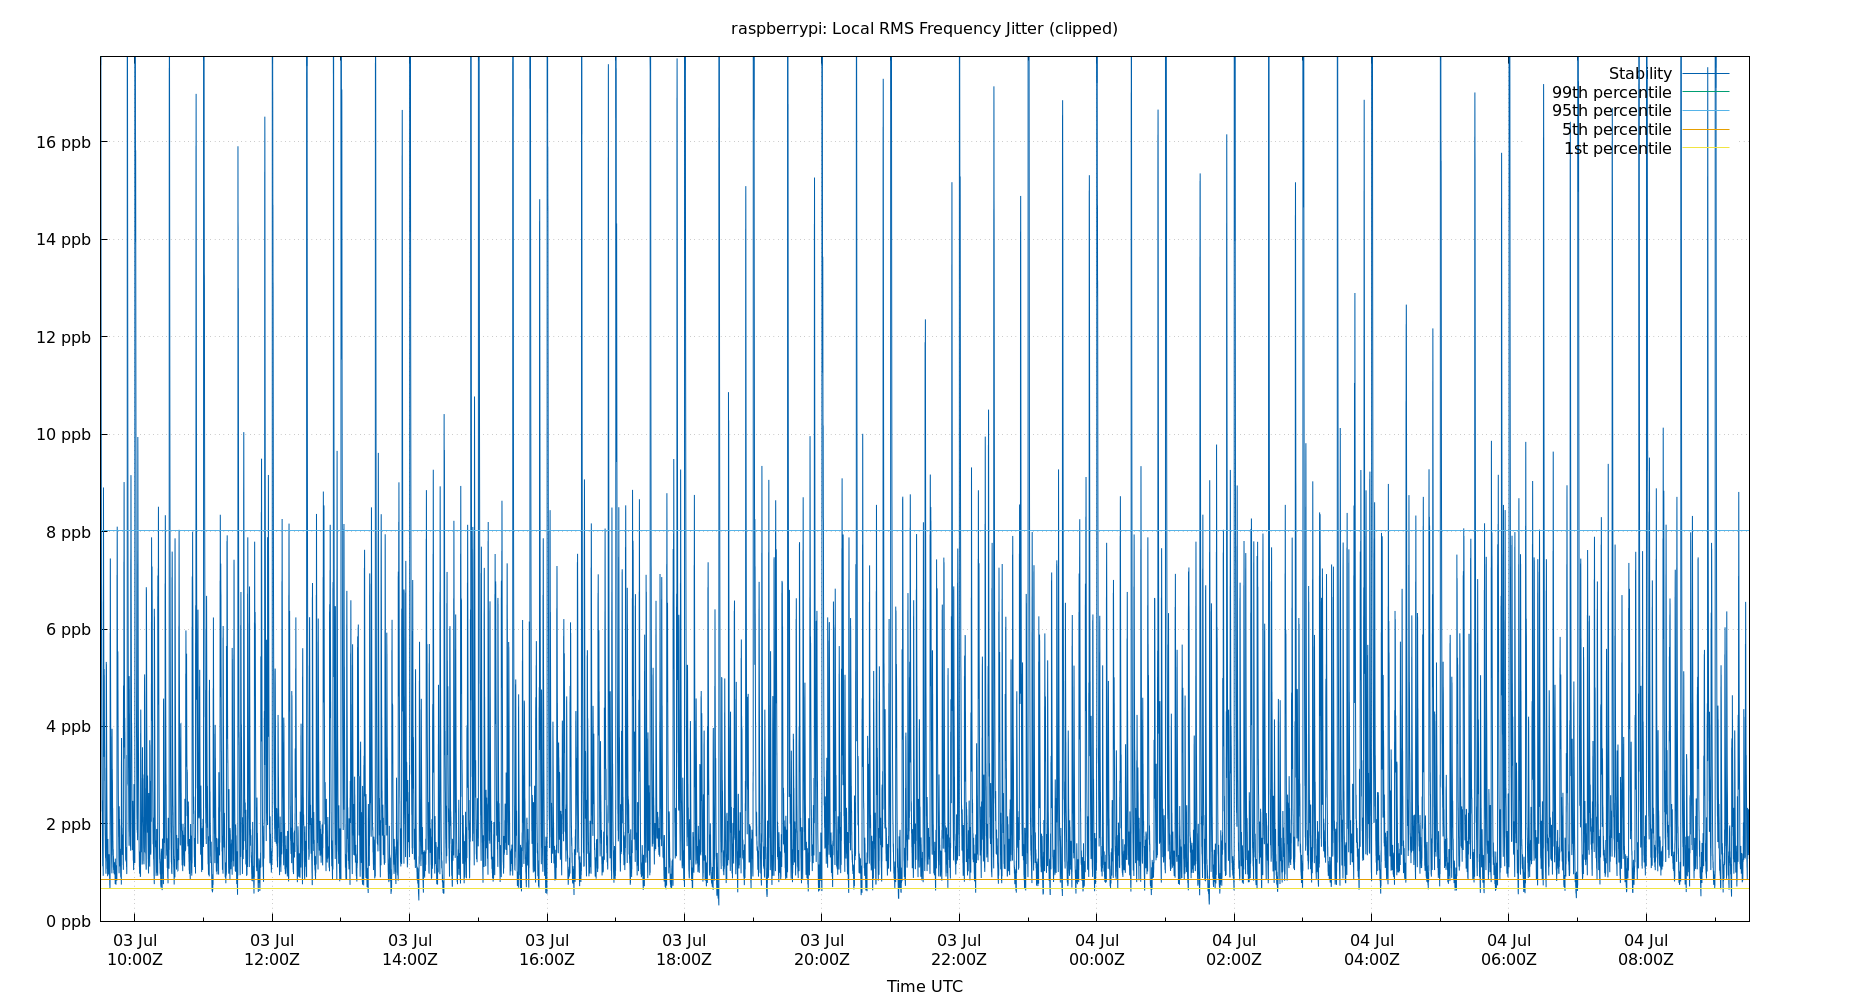 raspberrypi: Local RMS Frequency Jitter (clipped)
Stability
99th percentile
95th percentile
5th percentile
1st percentile
16 ppb
14 ppb
12 ppb
10 ppb
8 ppb
6 ppb
4 ppb
2 ppb
0 ppb
03 Jul 03 Jul 03 Jul 03 Jul 03 Jul 03 Jul 03 Jul 04 Jul 04 Jul 04 Jul 04 Jul 04 Jul
10:00Z 12:00Z 14:00Z 16:00Z 18:00Z 20:00Z 22:00Z 00:00Z 02:00Z 04:00Z 06:00Z 08:00Z
Time UTC